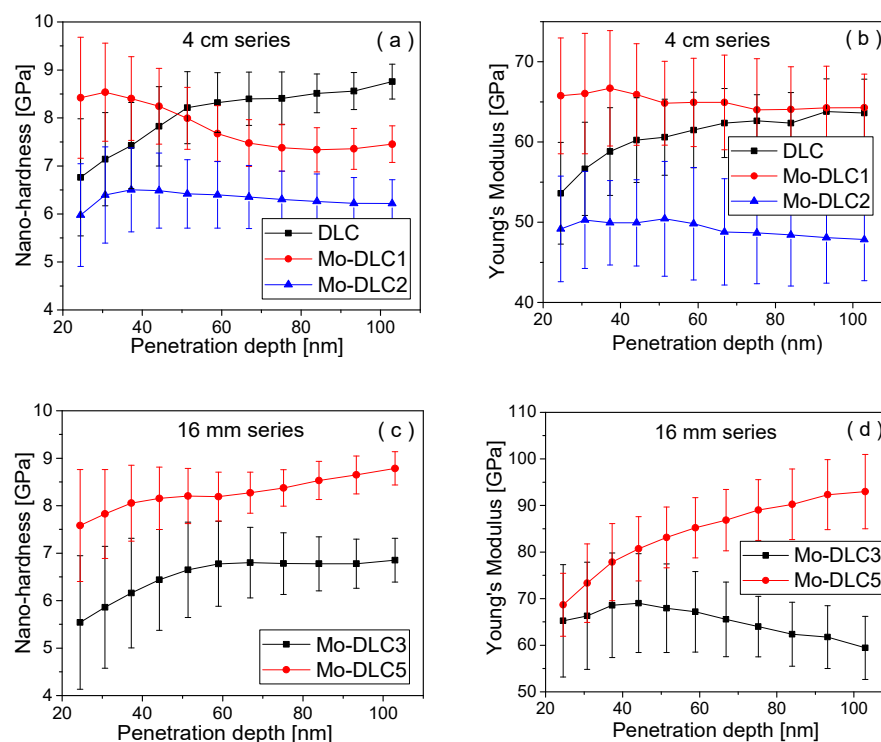 4 cm series
( a )
Nano-hardness [GPa]
10
9
8
7
6
5
4
DLC
Mo-DLC1
Mo-DLC2
20 40 60 80 100
Penetration depth [nm]
4 cm series
( b )
Young's Modulus [GPa]
70
60
50
40
DLC
Mo-DLC1
Mo-DLC2
20 40 60 80 100
Penetration depth (nm)
16 mm series
( c )
Nano-hardness [GPa]
10
9
8
7
6
5
4
Mo-DLC3
Mo-DLC5
20 40 60 80 100
Penetration depth [nm]
16 mm series
( d )
Young's Modulus [GPa]
110
100
90
80
70
60
50
Mo-DLC3
Mo-DLC5
20 40 60 80 100
Penetration depth [nm]